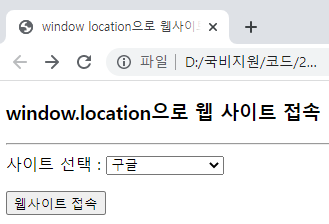 window location으로 웹사이
파일 | D:/국비지원/코드/2...
window.location으로 웹 사이트 접속
사이트 선택 : 구글
웹사이트 접속